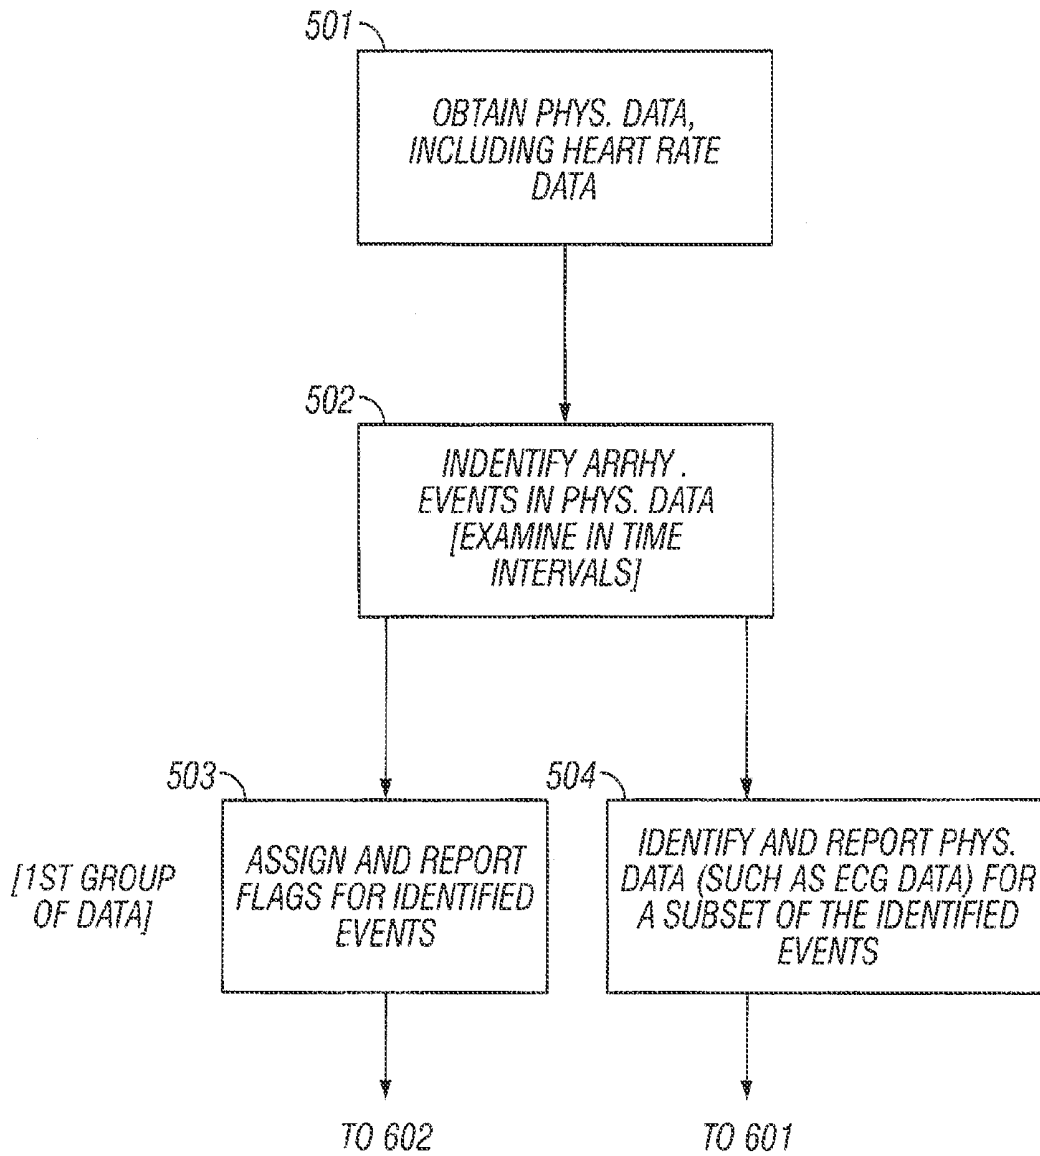 501
OBTAIN PHYS. DATA,
INCLUDING HEART RATE
DATA
502
INDENTIFY ARRHY.
EVENTS IN PHYS. DATA
[EXAMINE IN TIME
INTERVALS]
503
ASSIGN AND REPORT
FLAGS FOR IDENTIFIED
EVENTS
[1ST GROUP
OF DATA]
504
IDENTIFY AND REPORT PHYS.
DATA (SUCH AS ECG DATA) FOR
A SUBSET OF THE IDENTIFIED
EVENTS
TO 602
TO 601